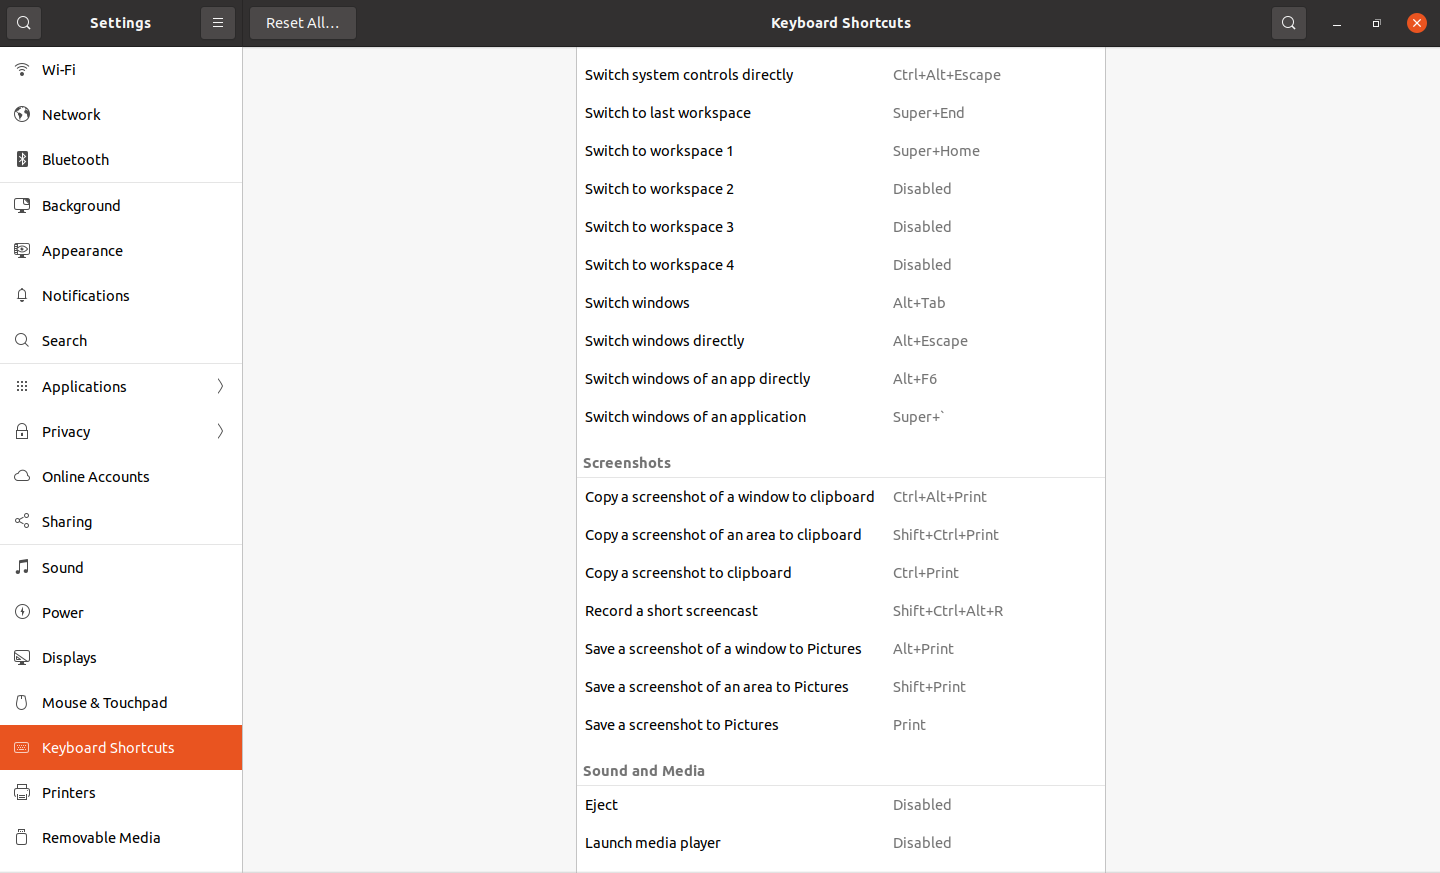 Settings
Reset All...
Keyboard Shortcuts
Wi-Fi
Network
Bluetooth
Background
Appearance
Notifications
Search
Applications
Privacy
Online Accounts
Sharing
Sound
Power
Displays
Mouse & Touchpad
Keyboard Shortcuts
Printers
Removable Media
Switch system controls directly Ctrl+Alt+Escape
Switch to last workspace Super+End
Switch to workspace 1 Super+Home
Switch to workspace 2 Disabled
Switch to workspace 3 Disabled
Switch to workspace 4 Disabled
Switch windows Alt+Tab
Switch windows directly Alt+Escape
Switch windows of an app directly Alt+F6
Switch windows of an application Super+`
Screenshots
Copy a screenshot of a window to clipboard Ctrl+Alt+Print
Copy a screenshot of an area to clipboard Shift+Ctrl+Print
Copy a screenshot to clipboard Ctrl+Print
Record a short screencast Shift+Ctrl+Alt+R
Save a screenshot of a window to Pictures Alt+Print
Save a screenshot of an area to Pictures Shift+Print
Save a screenshot to Pictures Print
Sound and Media
Eject Disabled
Launch media player Disabled